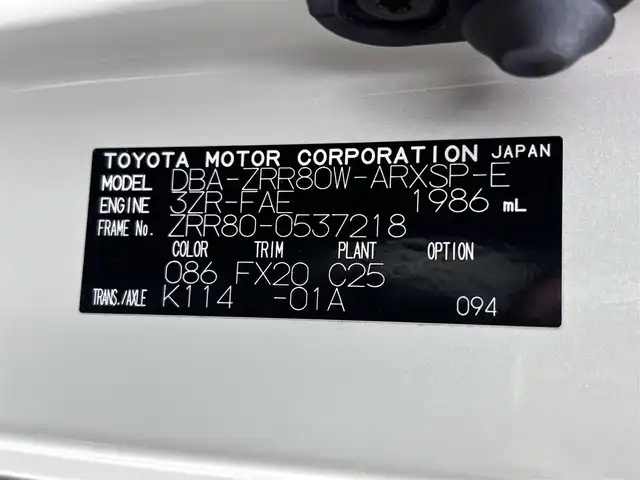 TOYOTA MOTOR CORPORATION JAPAN
MODEL DBA-ZRR80W-ARXSP-E
ENGINE 3ZR-FAE 1986 mL
FRAME No. ZRR80-0537218
COLOR TRIM PLANT OPTION
086 FX20 C25
TRANS./AXLE K114 -01A 094